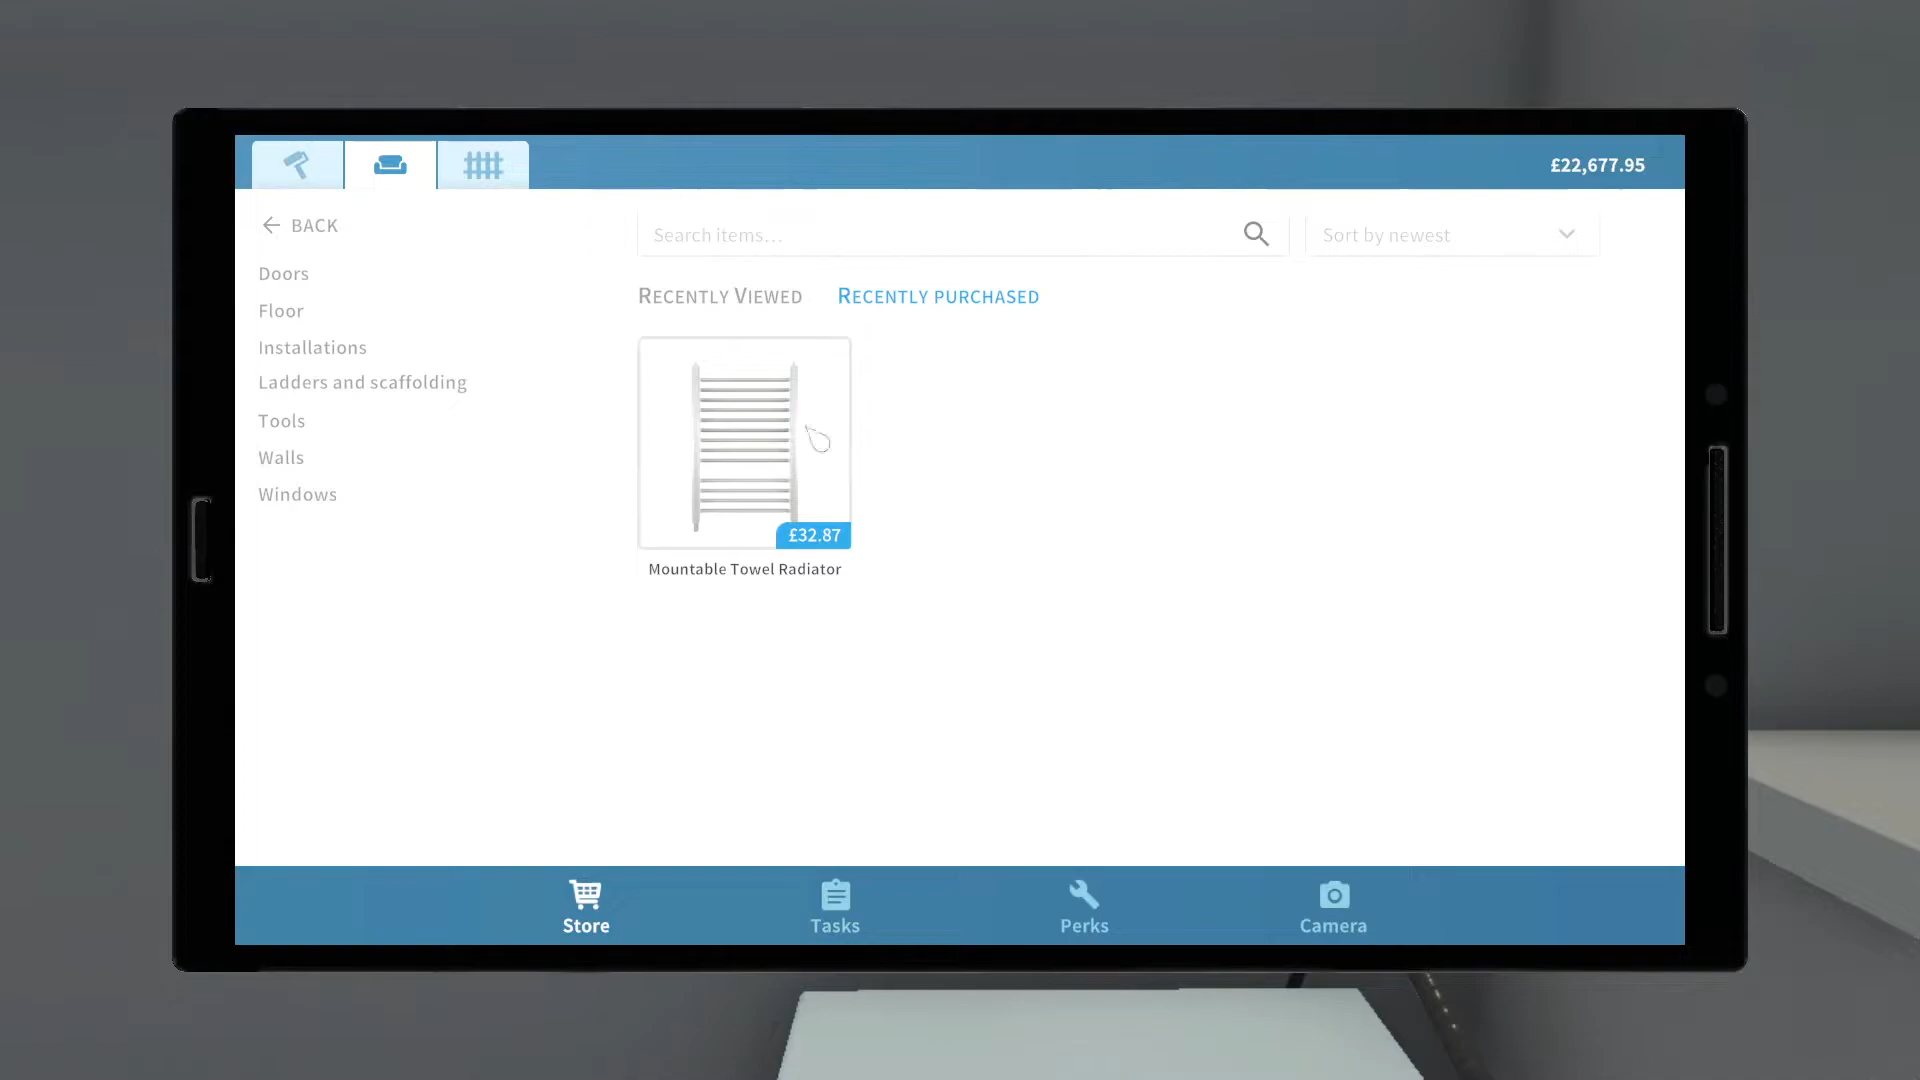 £22,677.95
BACK
Search items...
Sort by newest
Doors
Floor
Installations
Ladders and scaffolding
Tools
Walls
Windows
RECENTLY VIEWED
RECENTLY PURCHASED
£32.87
Mountable Towel Radiator
Store
Tasks
Perks
Camera